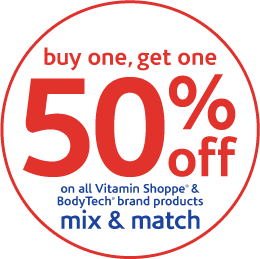 buy one, get one
50%
off
on all Vitamin Shoppe® &
BodyTech® brand products
mix & match